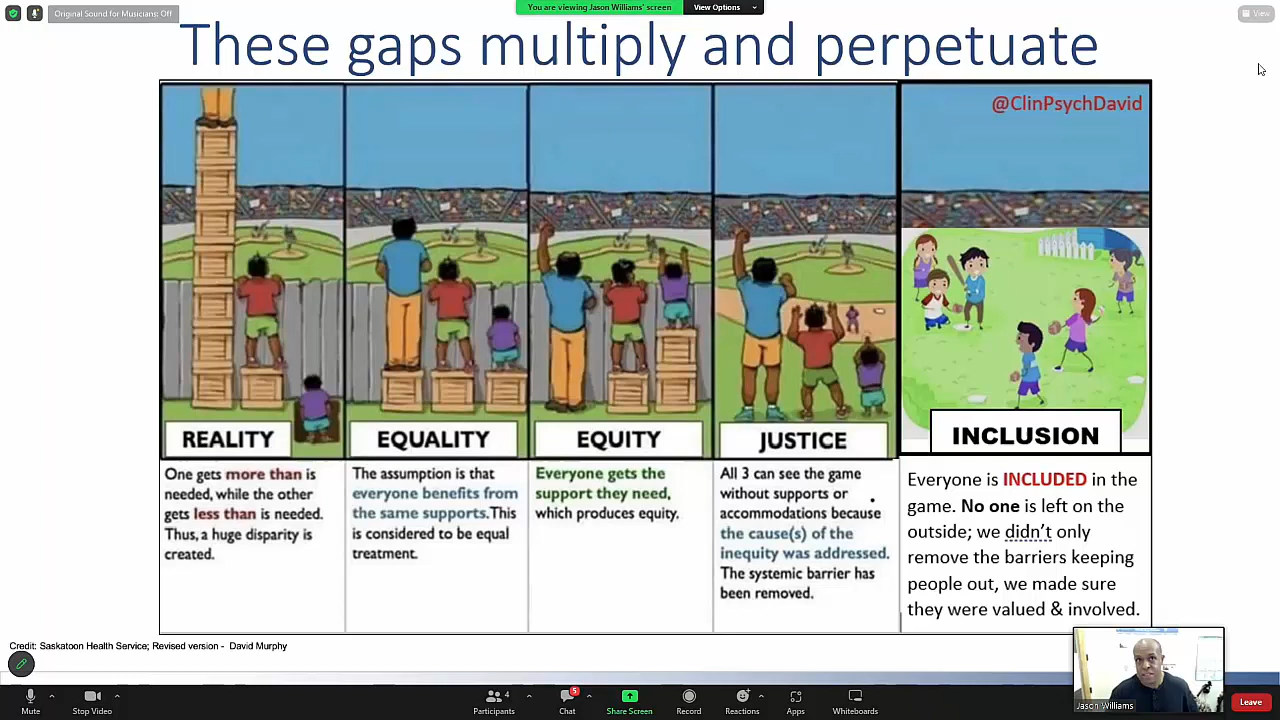 Original Sound for Musicians: Off
You are viewing Jason Williams' screen
View Options
View
These gaps multiply and perpetuate
@ClinPsychDavid
REALITY
EQUALITY
EQUITY
JUSTICE
INCLUSION
One gets more than is
needed, while the other
gets less than is needed.
Thus, a huge disparity is
created.
The assumption is that
everyone benefits from
the same supports. This
is considered to be equal
treatment.
Everyone gets the
support they need,
which produces equity.
All 3 can see the game
without supports or
accommodations because
the cause(s) of the
inequity was addressed.
The systemic barrier has
been removed.
Everyone is INCLUDED in the
game. No one is left on the
outside; we didn't only
remove the barriers keeping
people out, we made sure
they were valued & involved.
Credit: Saskatoon Health Service; Revised version - David Murphy
Jason Williams
Mute
Stop Video
Participants
4
Chat
5
Share Screen
Record
Reactions
Apps
Whiteboards
Leave